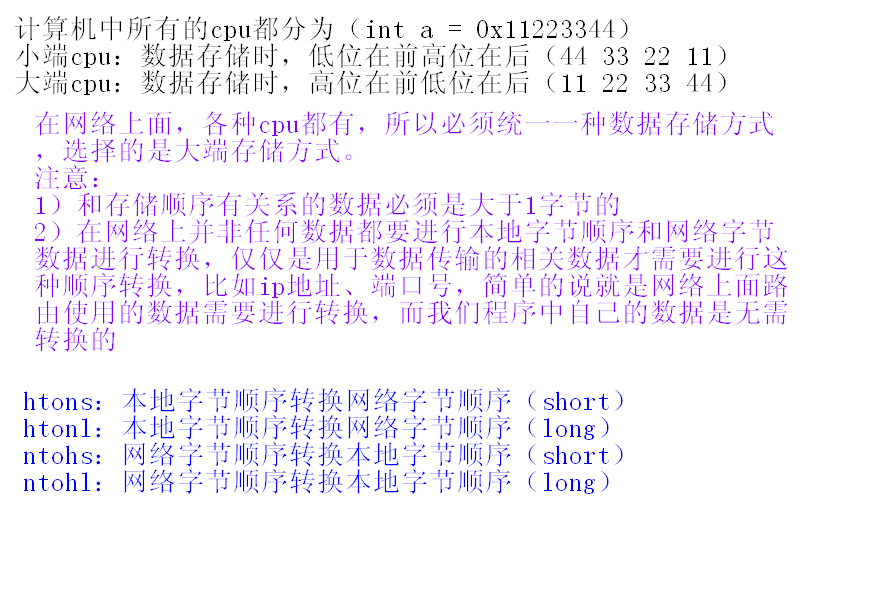 计算机中所有的cpu都分为（int a = 0x11223344）
小端cpu：数据存储时，低位在前高位在后（44 33 22 11）
大端cpu：数据存储时，高位在前低位在后（11 22 33 44）
在网络上面，各种cpu都有，所以必须统一一种数据存储方式
，选择的是大端存储方式。
注意：
1）和存储顺序有关系的数据必须是大于1字节的
2）在网络上并非任何数据都要进行本地字节顺序和网络字节
数据进行转换，仅仅是用于数据传输的相关数据才需要进行这
种顺序转换，比如ip地址、端口号，简单的说就是网络上面路
由使用的数据需要进行转换，而我们程序中自己的数据是无需
转换的
htons：本地字节顺序转换网络字节顺序（short）
htonl：本地字节顺序转换网络字节顺序（long）
ntohs：网络字节顺序转换本地字节顺序（short）
ntohl：网络字节顺序转换本地字节顺序（long）